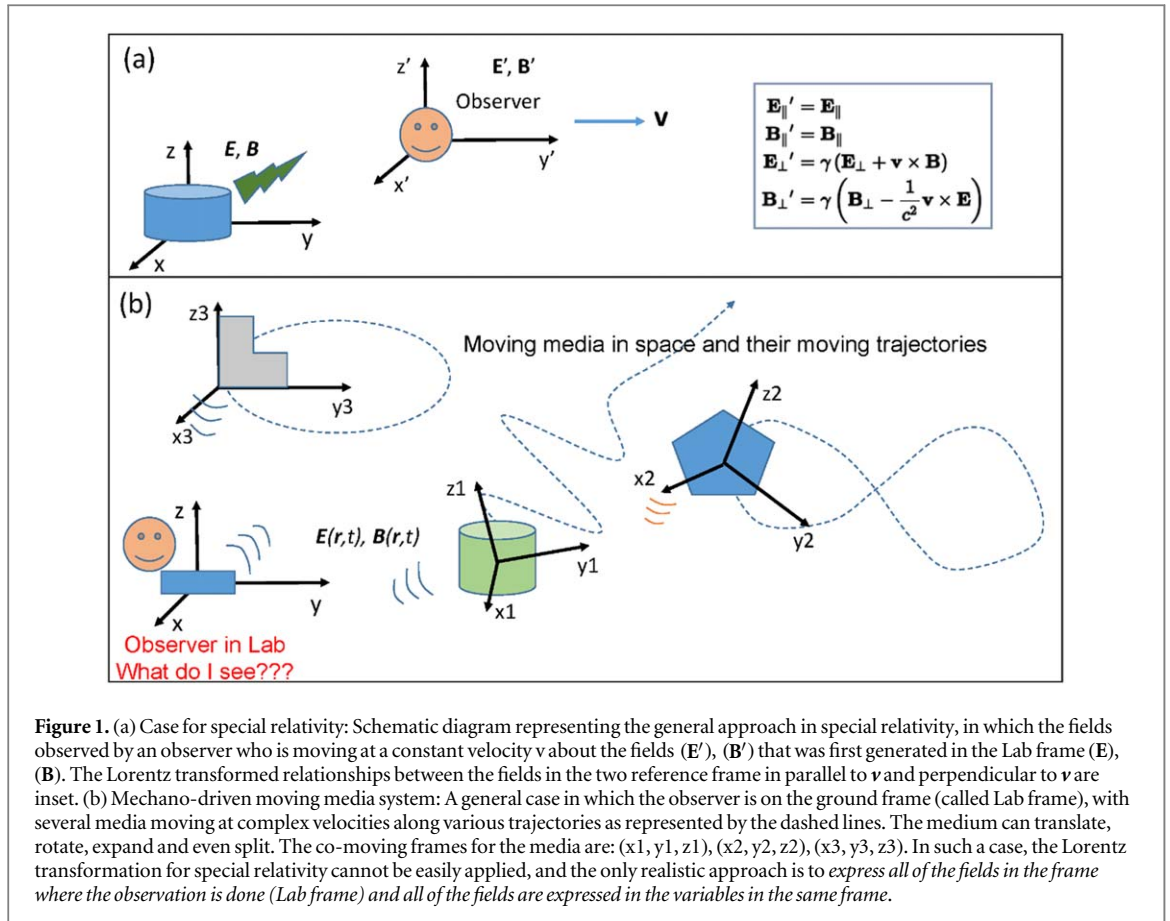 (a)
z'
E', B'
Observer
V
y'
x'
z
E, B
y
x
E∥′ = E∥
B∥′ = B∥
E⊥′ = γ(E⊥ + v × B)
B⊥′ = γ(B⊥ − 1/c² v × E)
(b)
z3
y3
x3
Moving media in space and their moving trajectories
z2
x2
y2
z1
y1
x1
z
E(r,t), B(r,t)
y
x
Observer in Lab
What do I see???
Figure 1. (a) Case for special relativity: Schematic diagram representing the general approach in special relativity, in which the fields
observed by an observer who is moving at a constant velocity v about the fields (E′), (B′) that was first generated in the Lab frame (E),
(B). The Lorentz transformed relationships between the fields in the two reference frame in parallel to v and perpendicular to v are
inset. (b) Mechano-driven moving media system: A general case in which the observer is on the ground frame (called Lab frame), with
several media moving at complex velocities along various trajectories as represented by the dashed lines. The medium can translate,
rotate, expand and even split. The co-moving frames for the media are: (x1, y1, z1), (x2, y2, z2), (x3, y3, z3). In such a case, the Lorentz
transformation for special relativity cannot be easily applied, and the only realistic approach is to express all of the fields in the frame
where the observation is done (Lab frame) and all of the fields are expressed in the variables in the same frame.